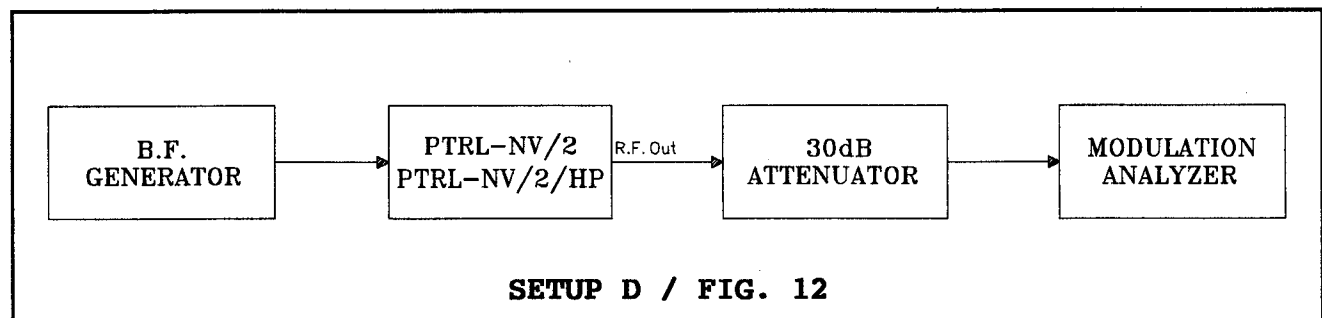 B.F.
GENERATOR
PTRL-NV/2
PTRL-NV/2/HP
R.F. Out
30dB
ATTENUATOR
MODULATION
ANALYZER
SETUP D / FIG. 12